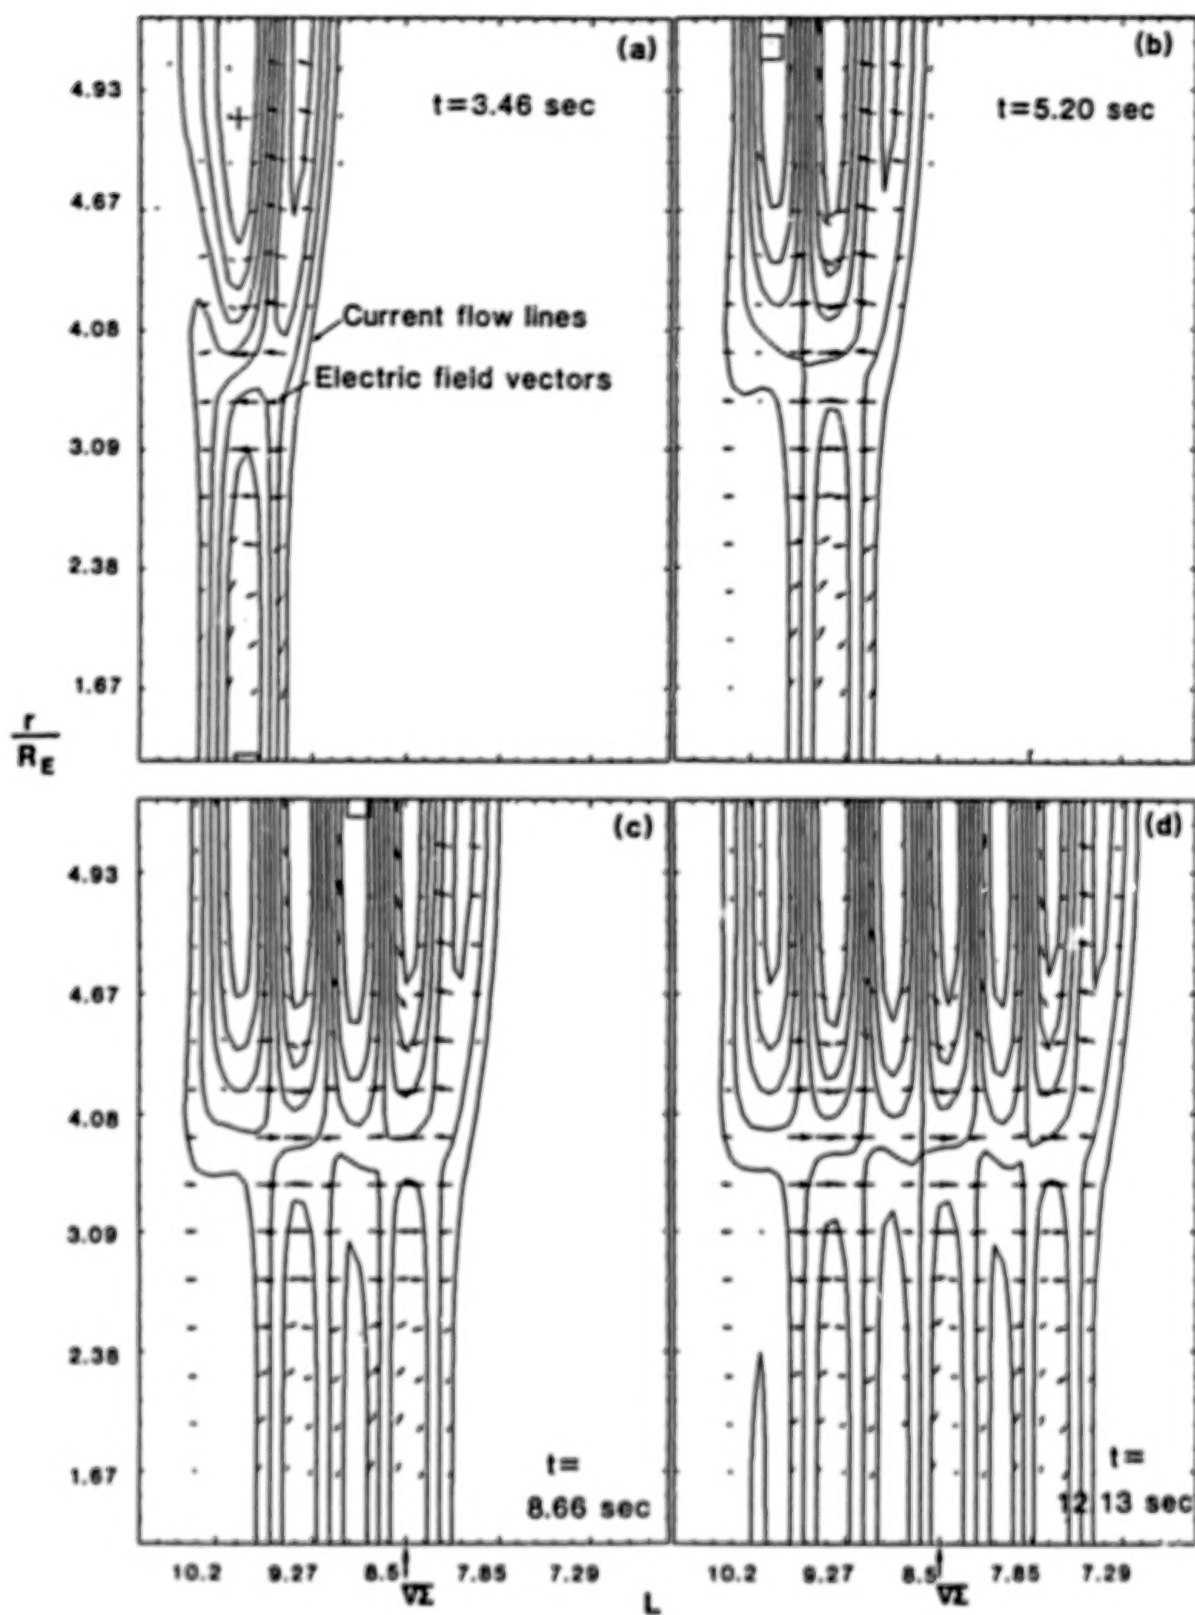 (a)
(b)
4.93
t=3.46 sec
t=5.20 sec
4.67
4.08
Current flow lines
Electric field vectors
3.09
2.38
1.67
r
R_E
(c)
(d)
4.93
4.67
4.08
3.09
2.38
1.67
t=
8.66 sec
t=
12.13 sec
10.2 9.27 8.5 7.85 7.29
∇Σ
10.2 9.27 8.5 7.85 7.29
∇Σ
L